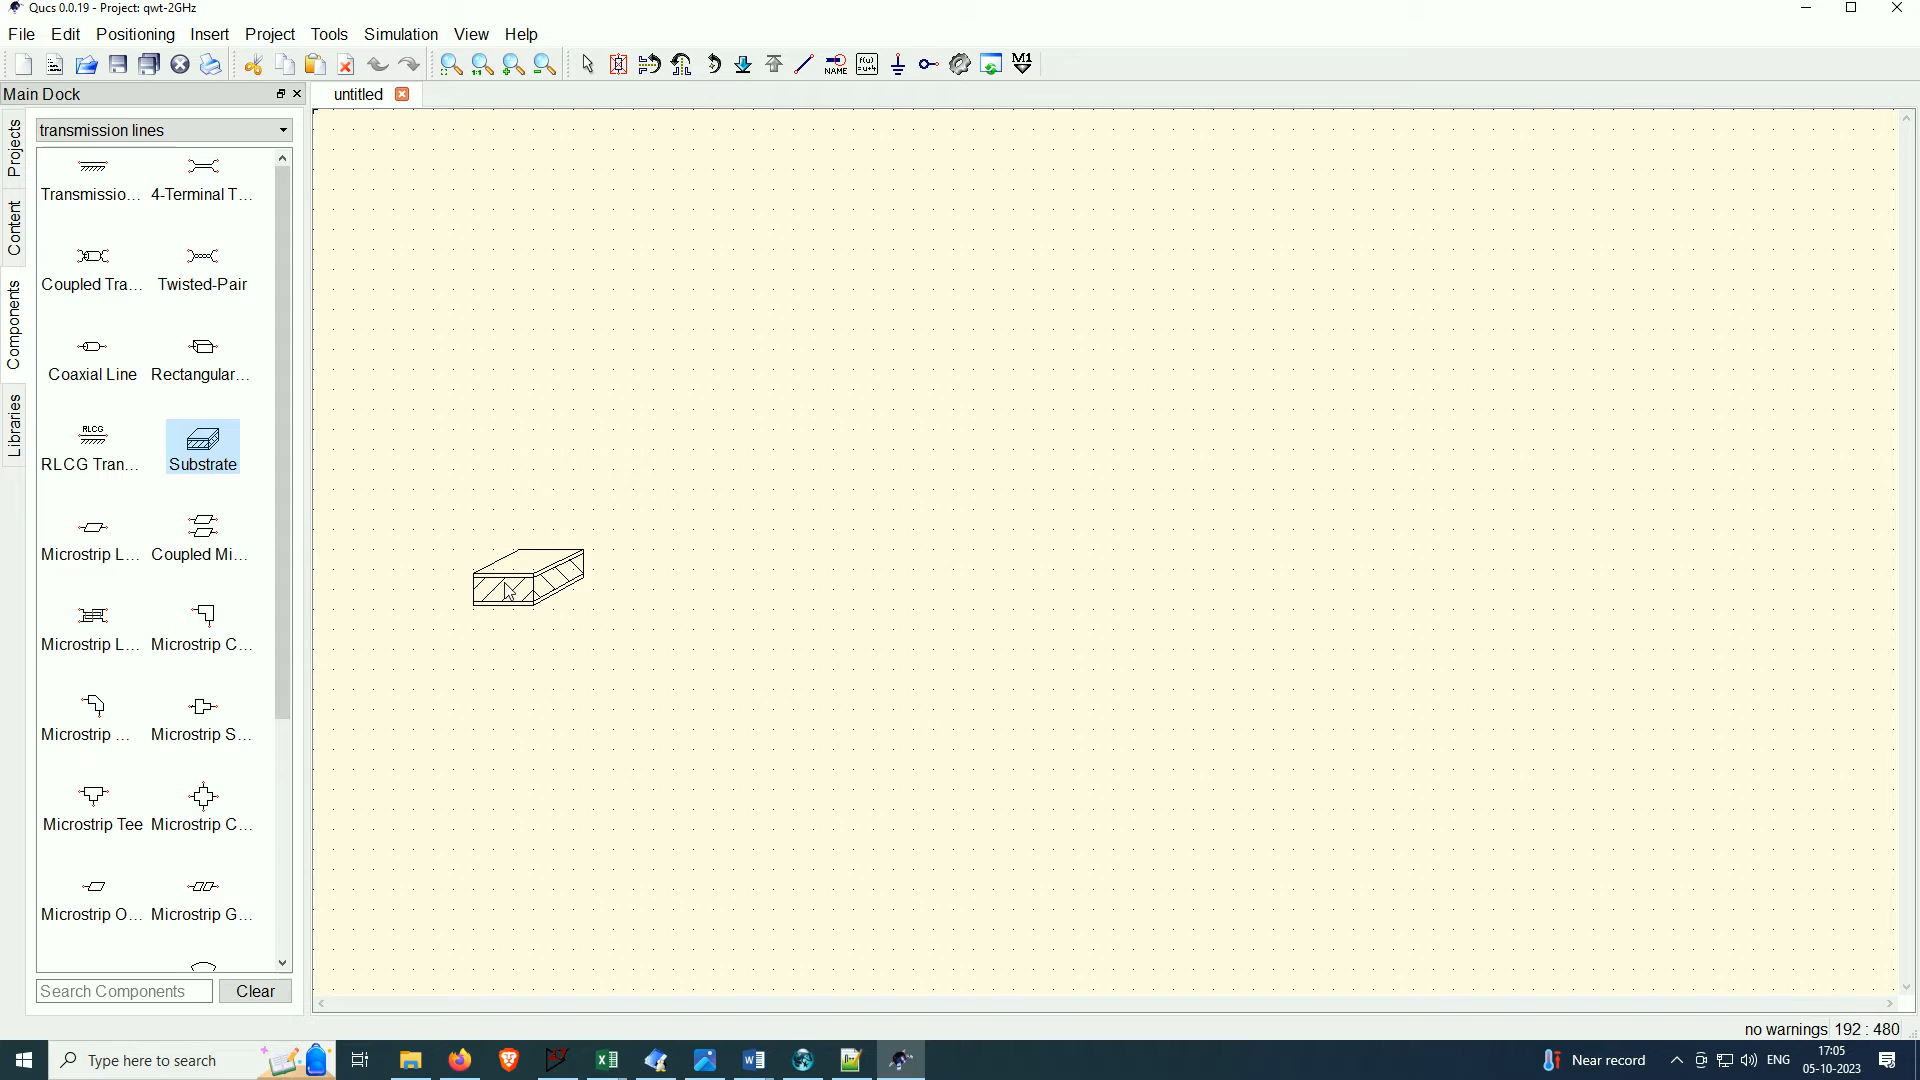 Qucs 0.0.19 - Project: qwt-2GHz
File Edit Positioning Insert Project Tools Simulation View Help
NAME
M1
Main Dock
untitled
Projects
Content
Components
Libraries
transmission lines
Transmissio... 4-Terminal T...
Coupled Tra... Twisted-Pair
Coaxial Line Rectangular...
RLCG
RLCG Tran... Substrate
Microstrip L... Coupled Mi...
Microstrip L... Microstrip C...
Microstrip ... Microstrip S...
Microstrip Tee Microstrip C...
Microstrip O... Microstrip G...
Search Components Clear
no warnings 192 : 480
Type here to search
Near record
ENG
17:05
05-10-2023